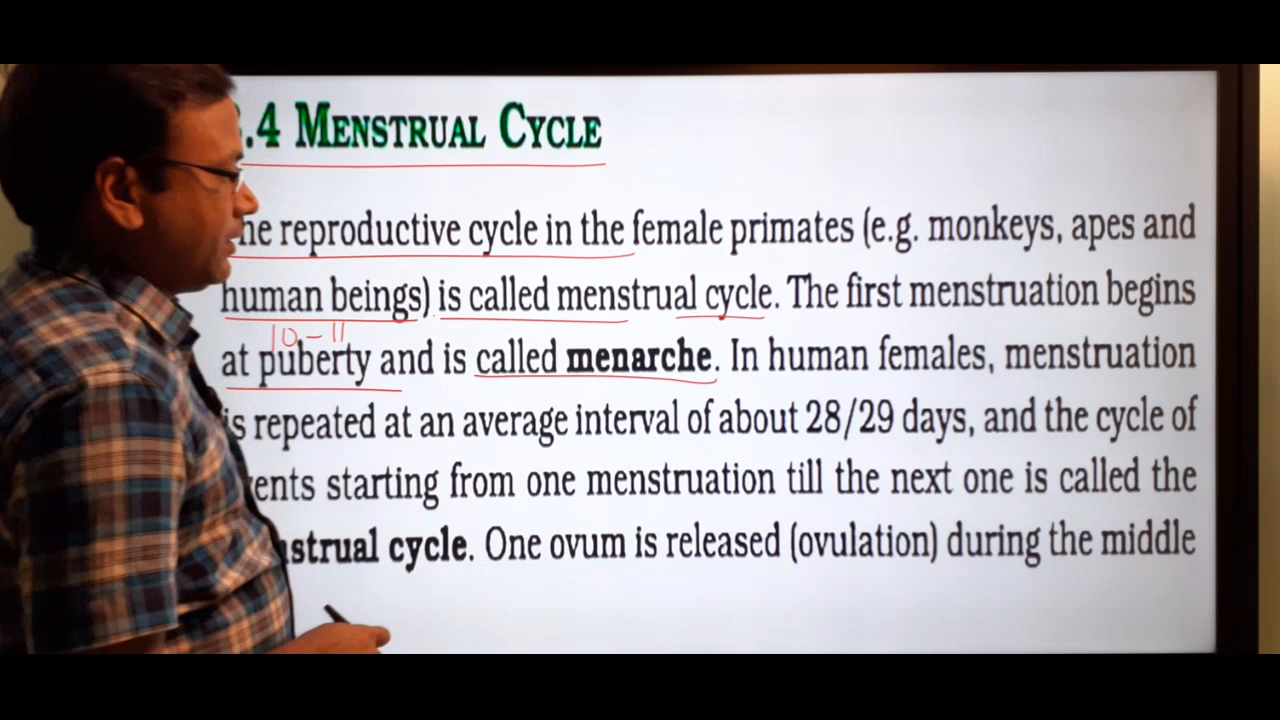 .4 MENSTRUAL CYCLE
he reproductive cycle in the female primates (e.g. monkeys, apes and
human beings) is called menstrual cycle. The first menstruation begins
10-11
at puberty and is called menarche. In human females, menstruation
is repeated at an average interval of about 28/29 days, and the cycle of
ents starting from one menstruation till the next one is called the
strual cycle. One ovum is released (ovulation) during the middle